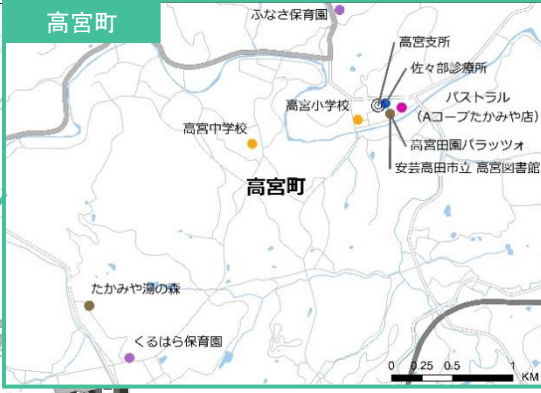 高宮町
ふなさ保育園
高宮支所
佐々部診療所
パストラル
(Aコープたかみや店)
高宮小学校
高宮中学校
高宮田園パラッツォ
安芸高田市立 高宮図書館
高宮町
たかみや湯の森
くるはら保育園
0 0.25 0.5 1
KM